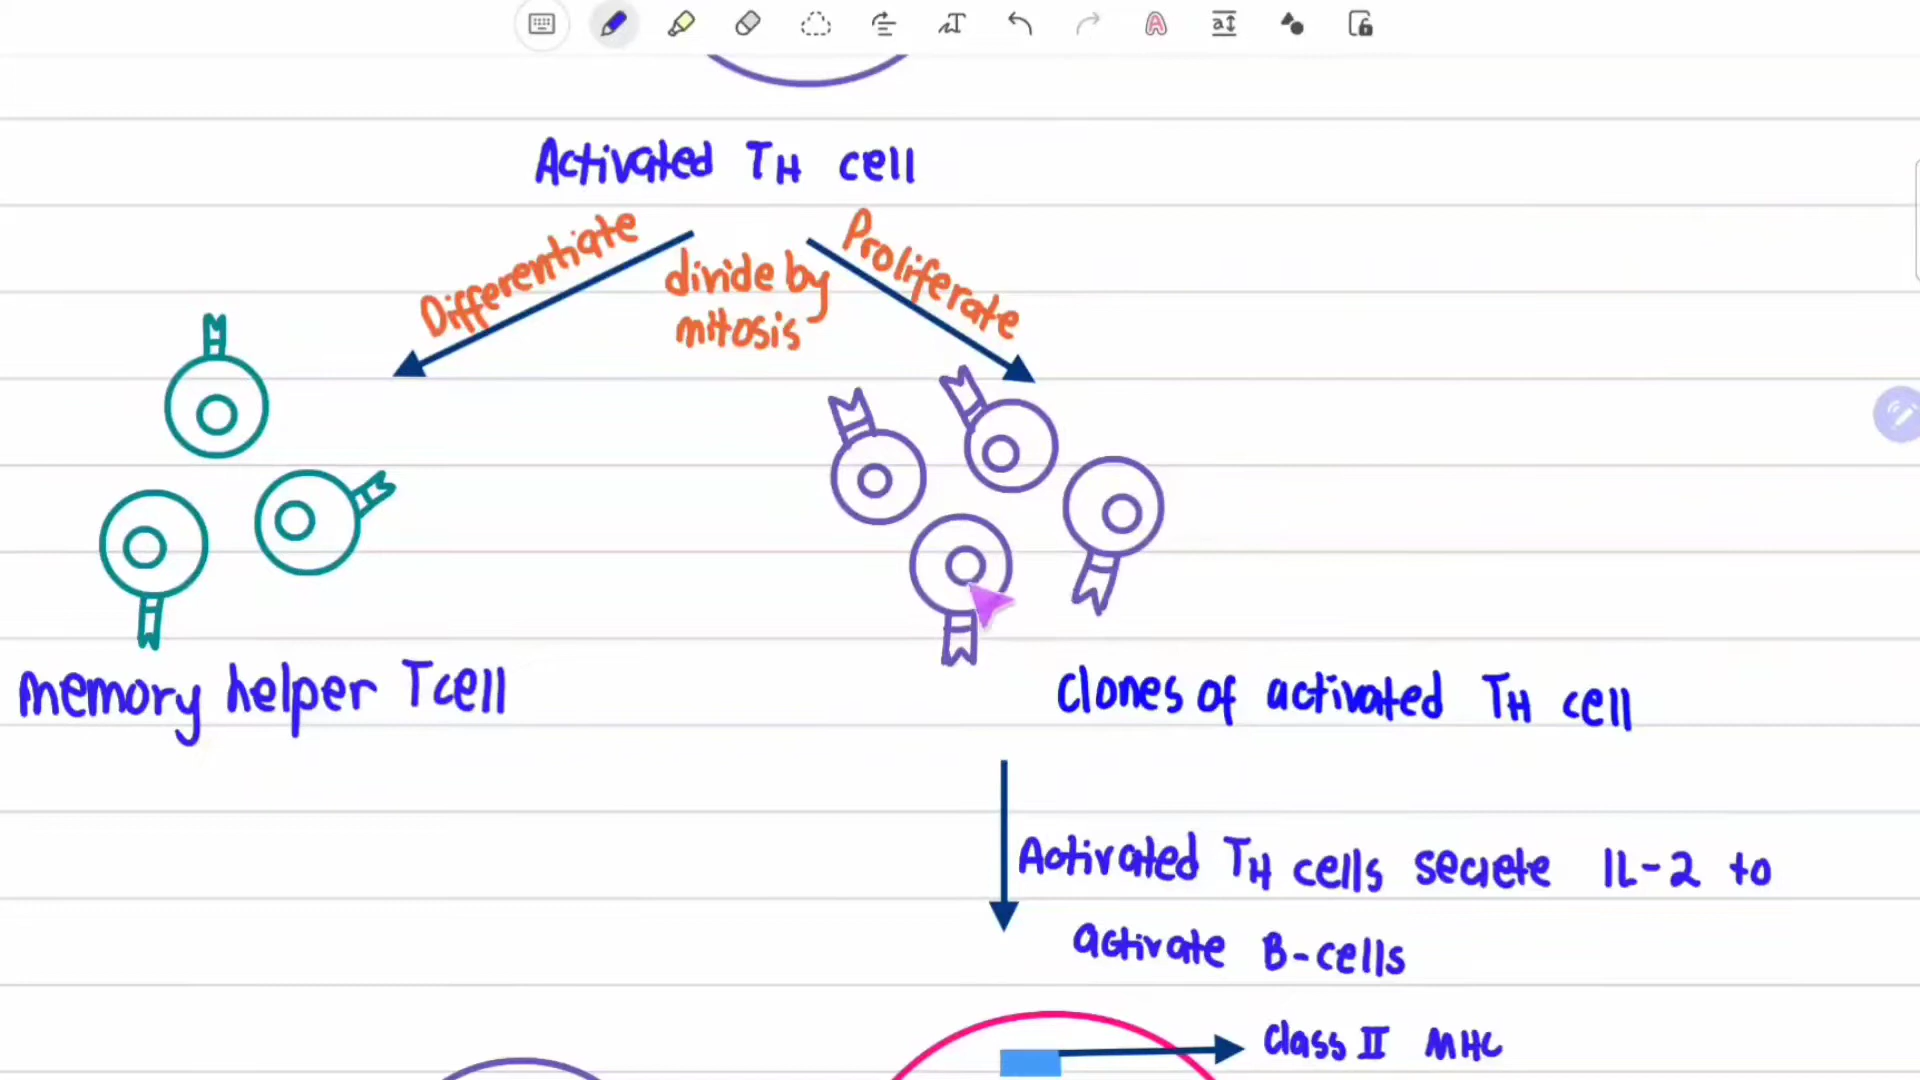 Activated TH cell
Differentiate
divide by
mitosis
Proliferate
memory helper T cell
Clones of activated TH cell
Activated TH cells secrete IL-2 to
activate B-cells
Class II MHC